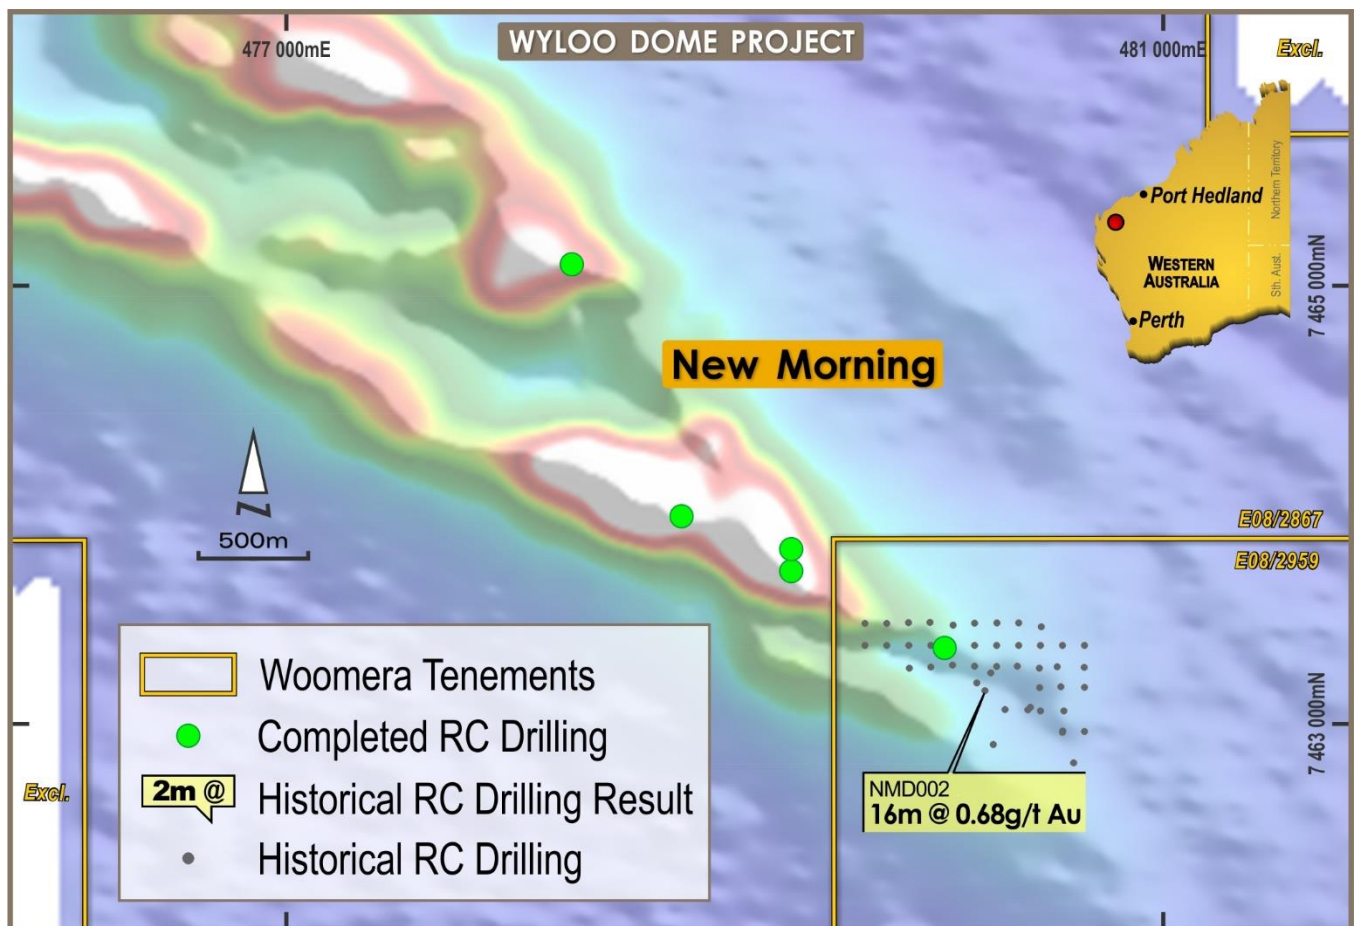 WYLOO DOME PROJECT
477 000mE
481 000mE
Excl.
Port Hedland
Northern Territory
WESTERN
AUSTRALIA
Sth. Aust.
Perth
7 465 000mN
New Morning
N
500m
E08/2867
E08/2959
7 463 000mN
NMD002
16m @ 0.68g/t Au
Excl.
Woomera Tenements
Completed RC Drilling
2m @
Historical RC Drilling Result
Historical RC Drilling